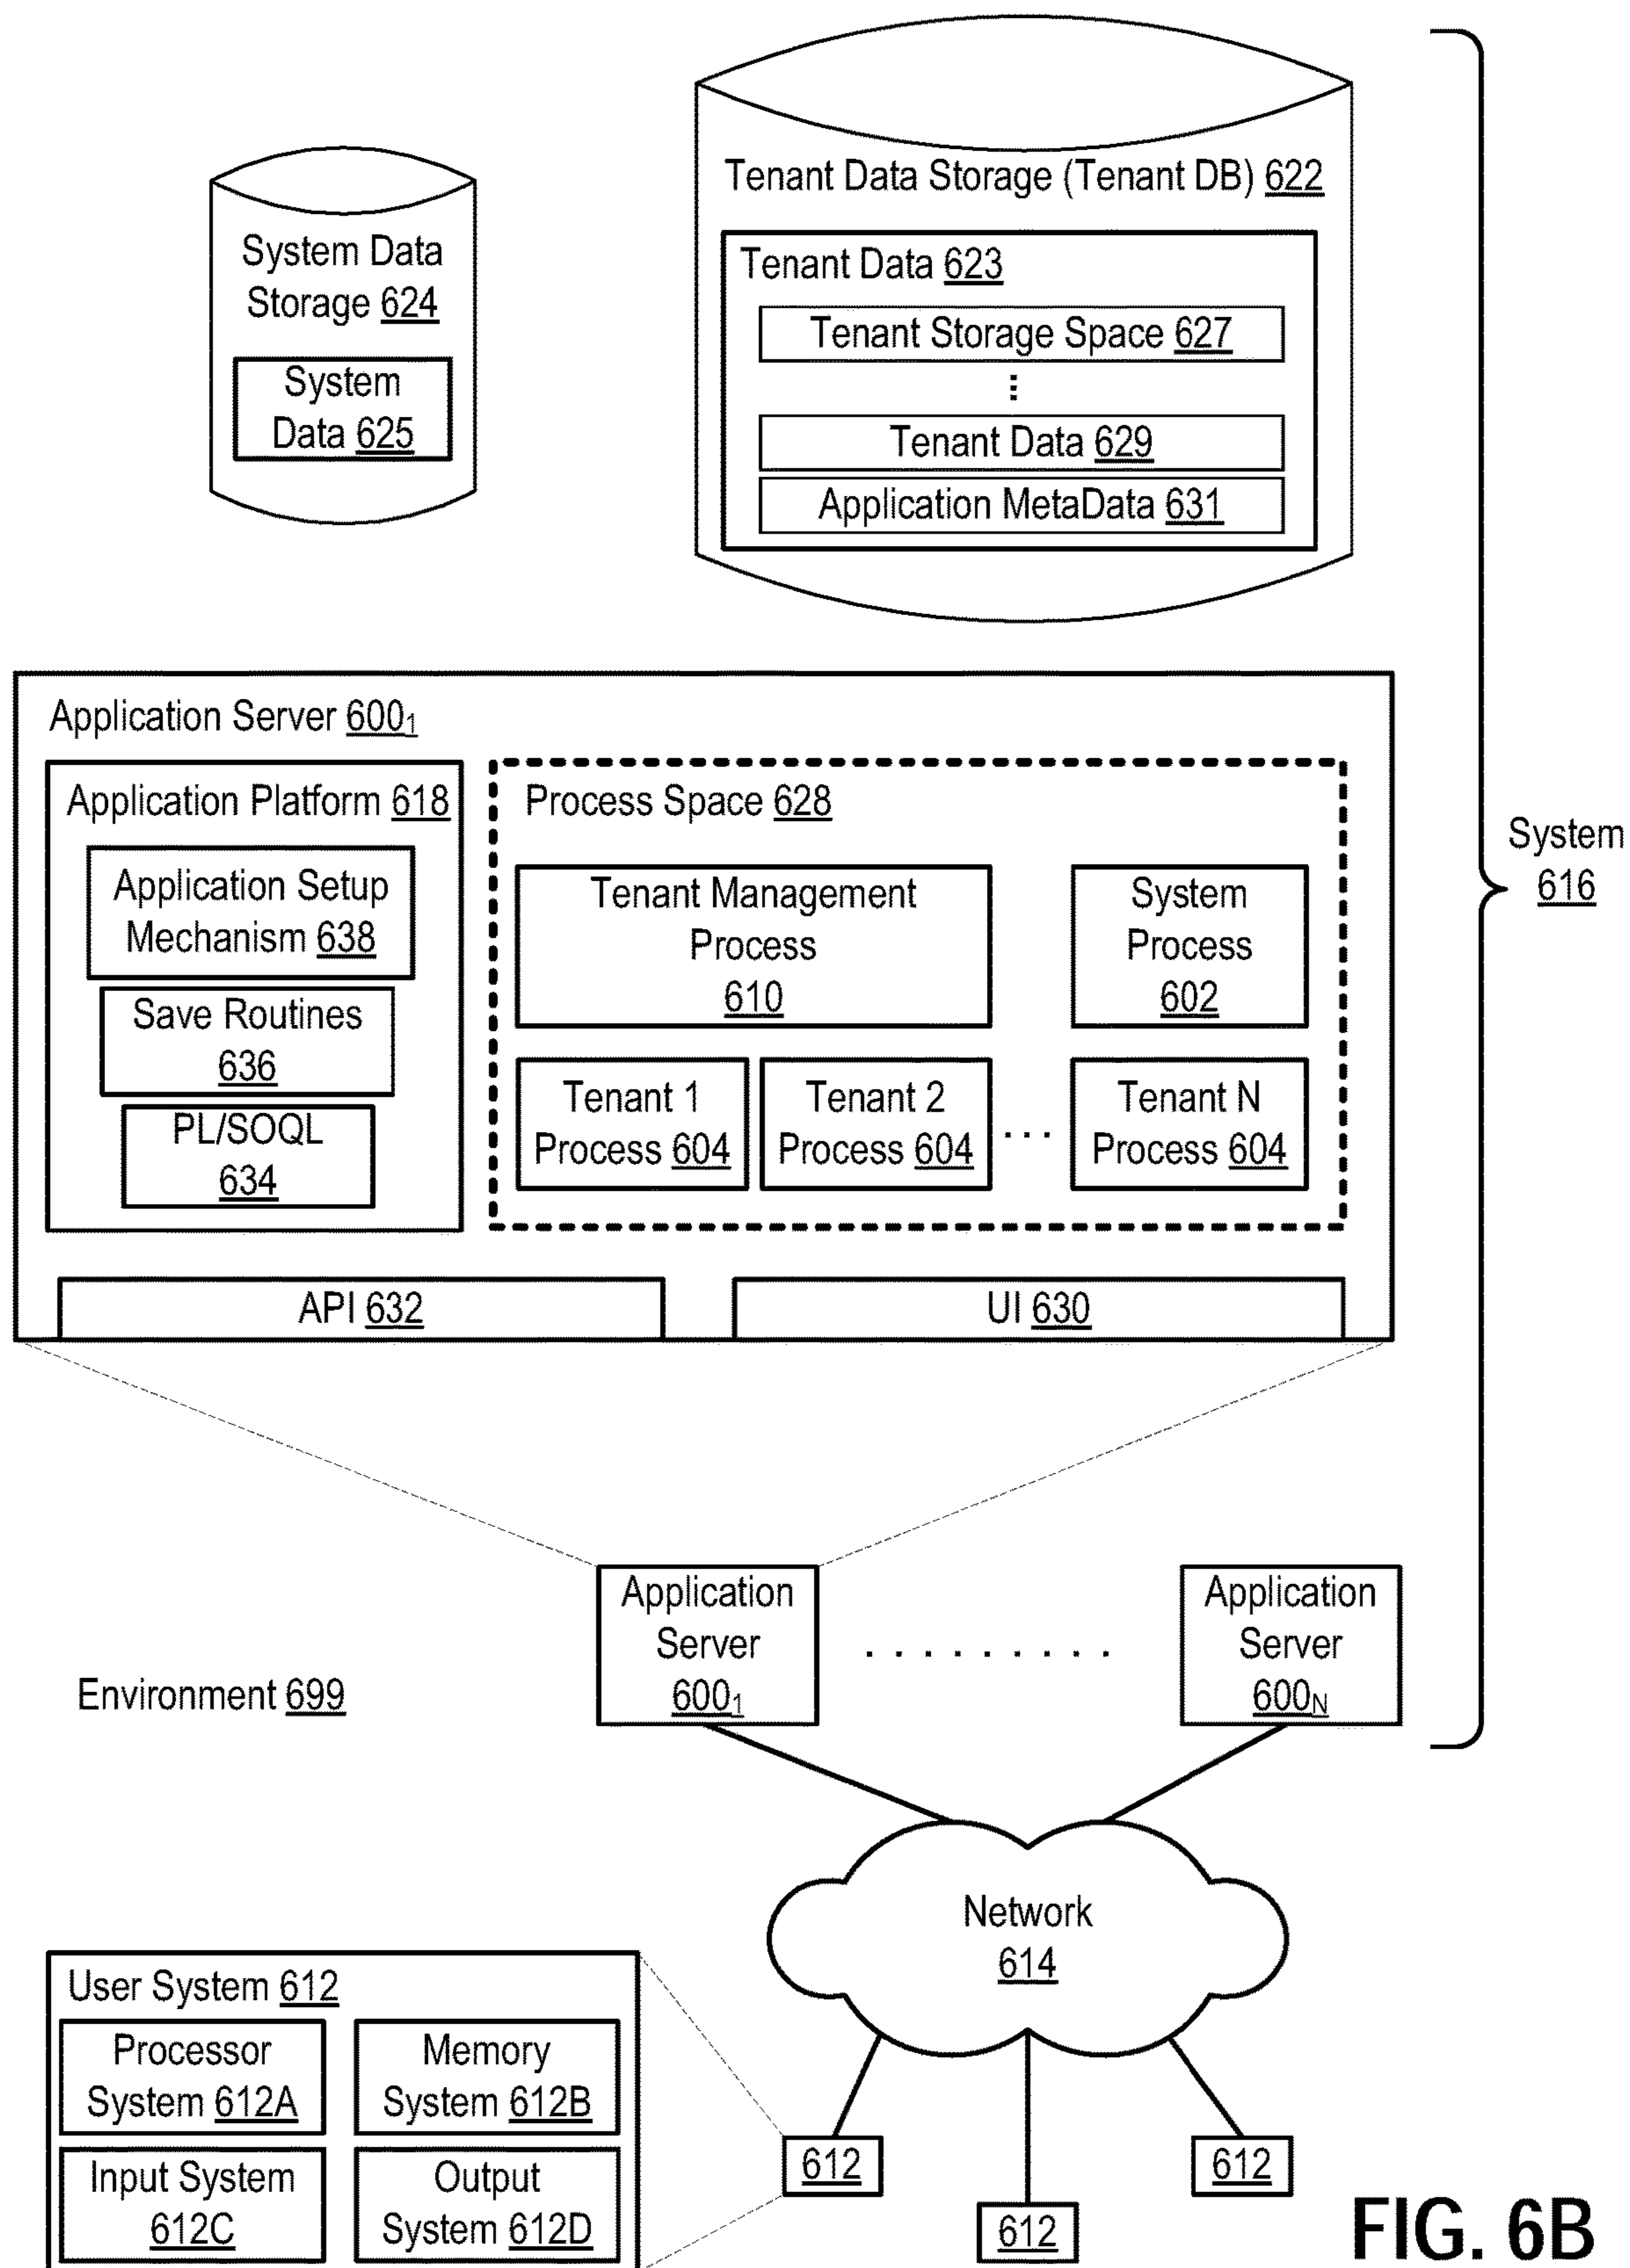 Tenant Data Storage (Tenant DB) 622
System Data
Storage 624
System
Data 625
Tenant Data 623
Tenant Storage Space 627
⋮
Tenant Data 629
Application MetaData 631
Application Server 600₁
Application Platform 618
Application Setup
Mechanism 638
Save Routines
636
PL/SOQL
634
Process Space 628
Tenant Management
Process
610
System
Process
602
Tenant 1
Process 604
Tenant 2
Process 604
...
Tenant N
Process 604
API 632
UI 630
System
616
Application
Server
600₁
. . . . . . . . .
Application
Server
600N
Environment 699
Network
614
User System 612
Processor
System 612A
Memory
System 612B
Input System
612C
Output
System 612D
612
612
612
FIG. 6B